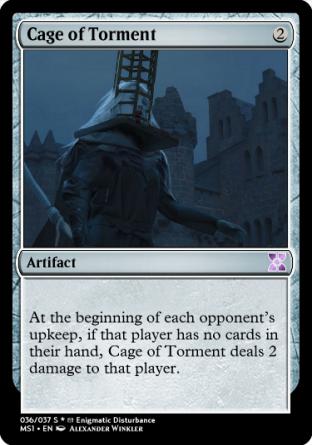 Cage of Torment 2
Artifact
At the beginning of each opponent's
upkeep, if that player has no cards in
their hand, Cage of Torment deals 2
damage to that player.
036/037 S * Enigmatic Disturbance
MS1 • EN Alexander Winkler